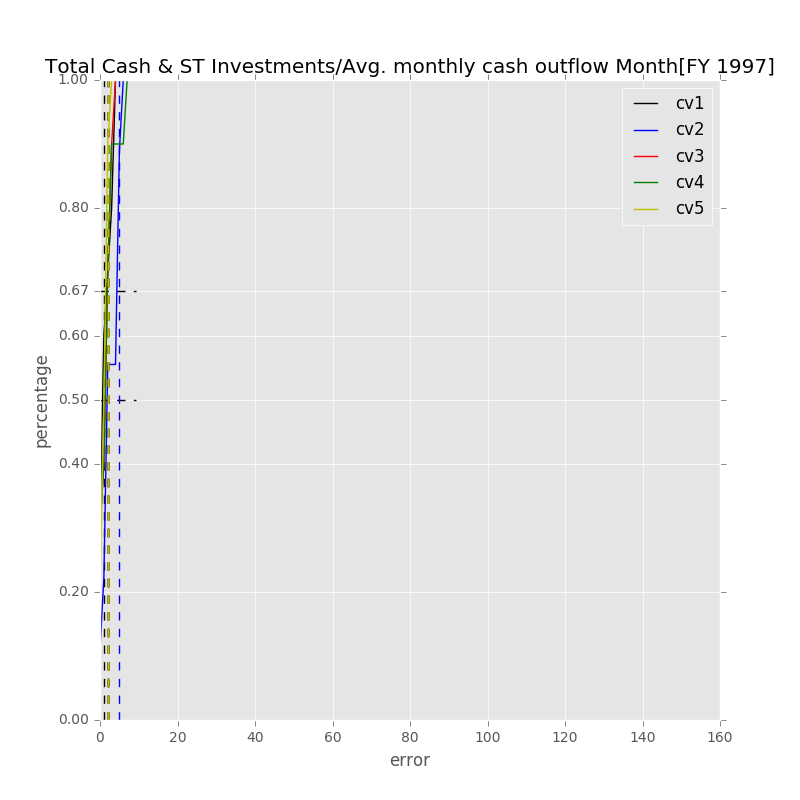 Total Cash & ST Investments/Avg. monthly cash outflow Month[FY 1997]
1.00
0.80
0.67
0.60
0.50
0.40
0.20
0.00
percentage
cv1
cv2
cv3
cv4
cv5
0 20 40 60 80 100 120 140 160
error